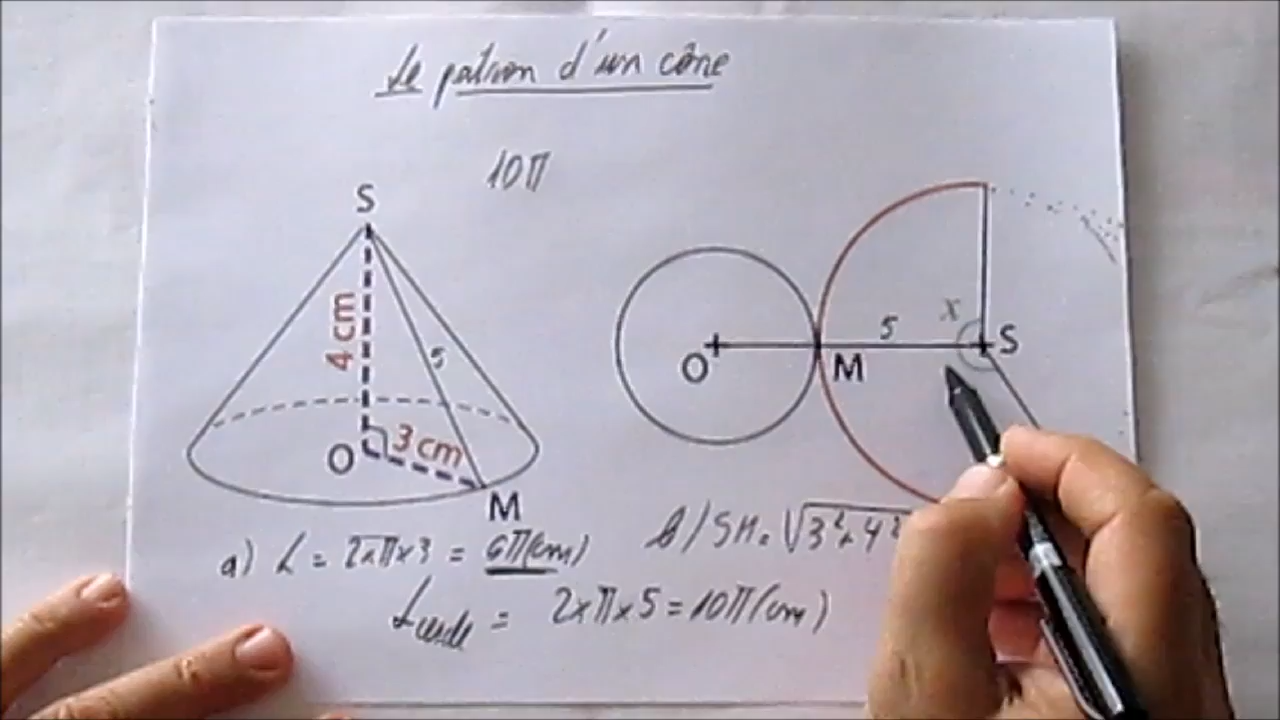 Le patron d'un cône
10π
S
4 cm
5
3 cm
O
M
x
5
S
O
M
a) L = 2×π×3 = 6π(cm)
b/ SM = √3²+4²
Lcercle = 2×π×5 = 10π(cm)